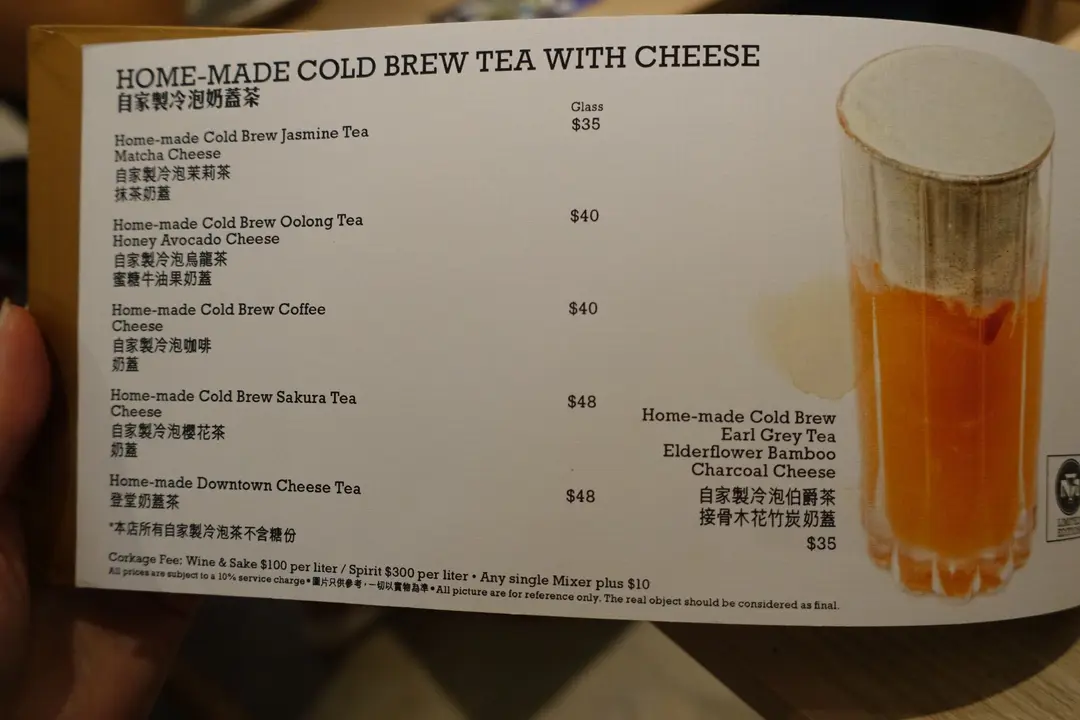 HOME-MADE COLD BREW TEA WITH CHEESE
自家製冷泡奶蓋茶
Glass
Home-made Cold Brew Jasmine Tea
$35
Matcha Cheese
自家製冷泡茉莉茶
抹茶奶蓋
Home-made Cold Brew Oolong Tea
$40
Honey Avocado Cheese
自家製冷泡烏龍茶
蜜糖牛油果奶蓋
Home-made Cold Brew Coffee
$40
Cheese
自家製冷泡咖啡
奶蓋
Home-made Cold Brew Sakura Tea
$48
Cheese
自家製冷泡櫻花茶
奶蓋
Home-made Downtown Cheese Tea
$48
登堂奶蓋茶
*本店所有自家製冷泡茶不含糖份
Home-made Cold Brew
Earl Grey Tea
Elderflower Bamboo
Charcoal Cheese
自家製冷泡伯爵茶
接骨木花竹炭奶蓋
$35
Corkage Fee: Wine & Sake $100 per liter / Spirit $300 per liter • Any single Mixer plus $10
All prices are subject to a 10% service charge • 圖片只供參考，一切以實物為準 • All picture are for reference only. The real object should be considered as final.